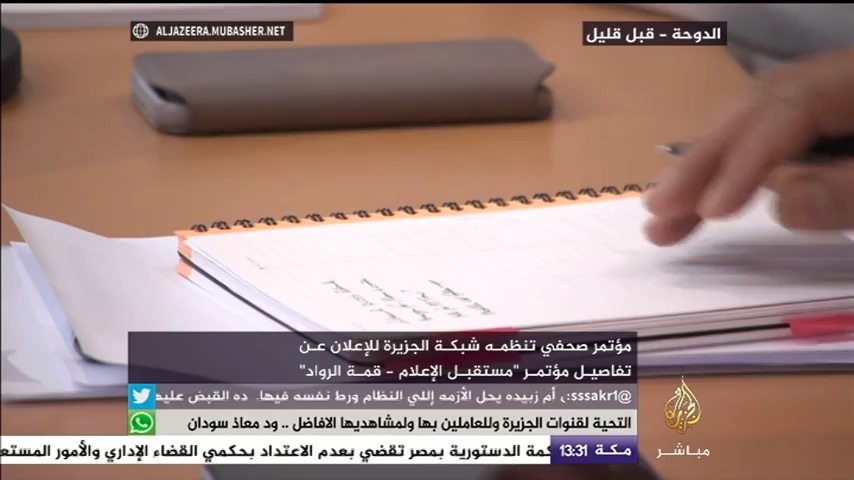 ALJAZEERA.MUBASHER.NET
الدوحة - قبل قليل
مؤتمر صحفي تنظمه شبكة الجزيرة للإعلان عن
تفاصيل مؤتمر "مستقبل الإعلام - قمة الرواد"
@sssakr1: أم زبيده يحل الأزمه إللي النظام ورط نفسه فيها. ده القبض عليه
التحية لقنوات الجزيرة وللعاملين بها ولمشاهديها الافاضل .. ود معاذ سودان
مكة 13:31 كمة الدستورية بمصر تقضي بعدم الاعتداد بحكمي القضاء الإداري والأمور المستع
الجزيرة
مباشر